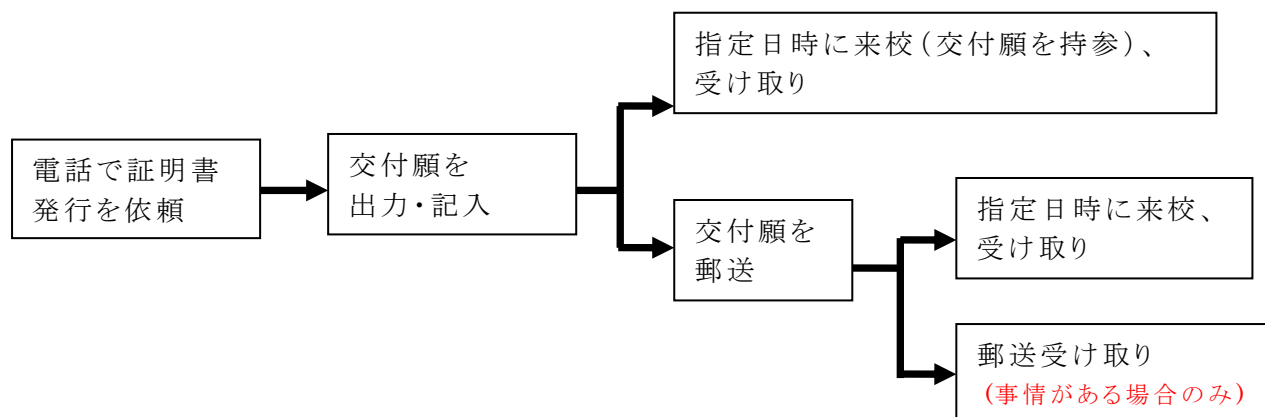 電話で証明書
発行を依頼
交付願を
出力・記入
指定日時に来校(交付願を持参)、
受け取り
交付願を
郵送
指定日時に来校、
受け取り
郵送受け取り
(事情がある場合のみ)